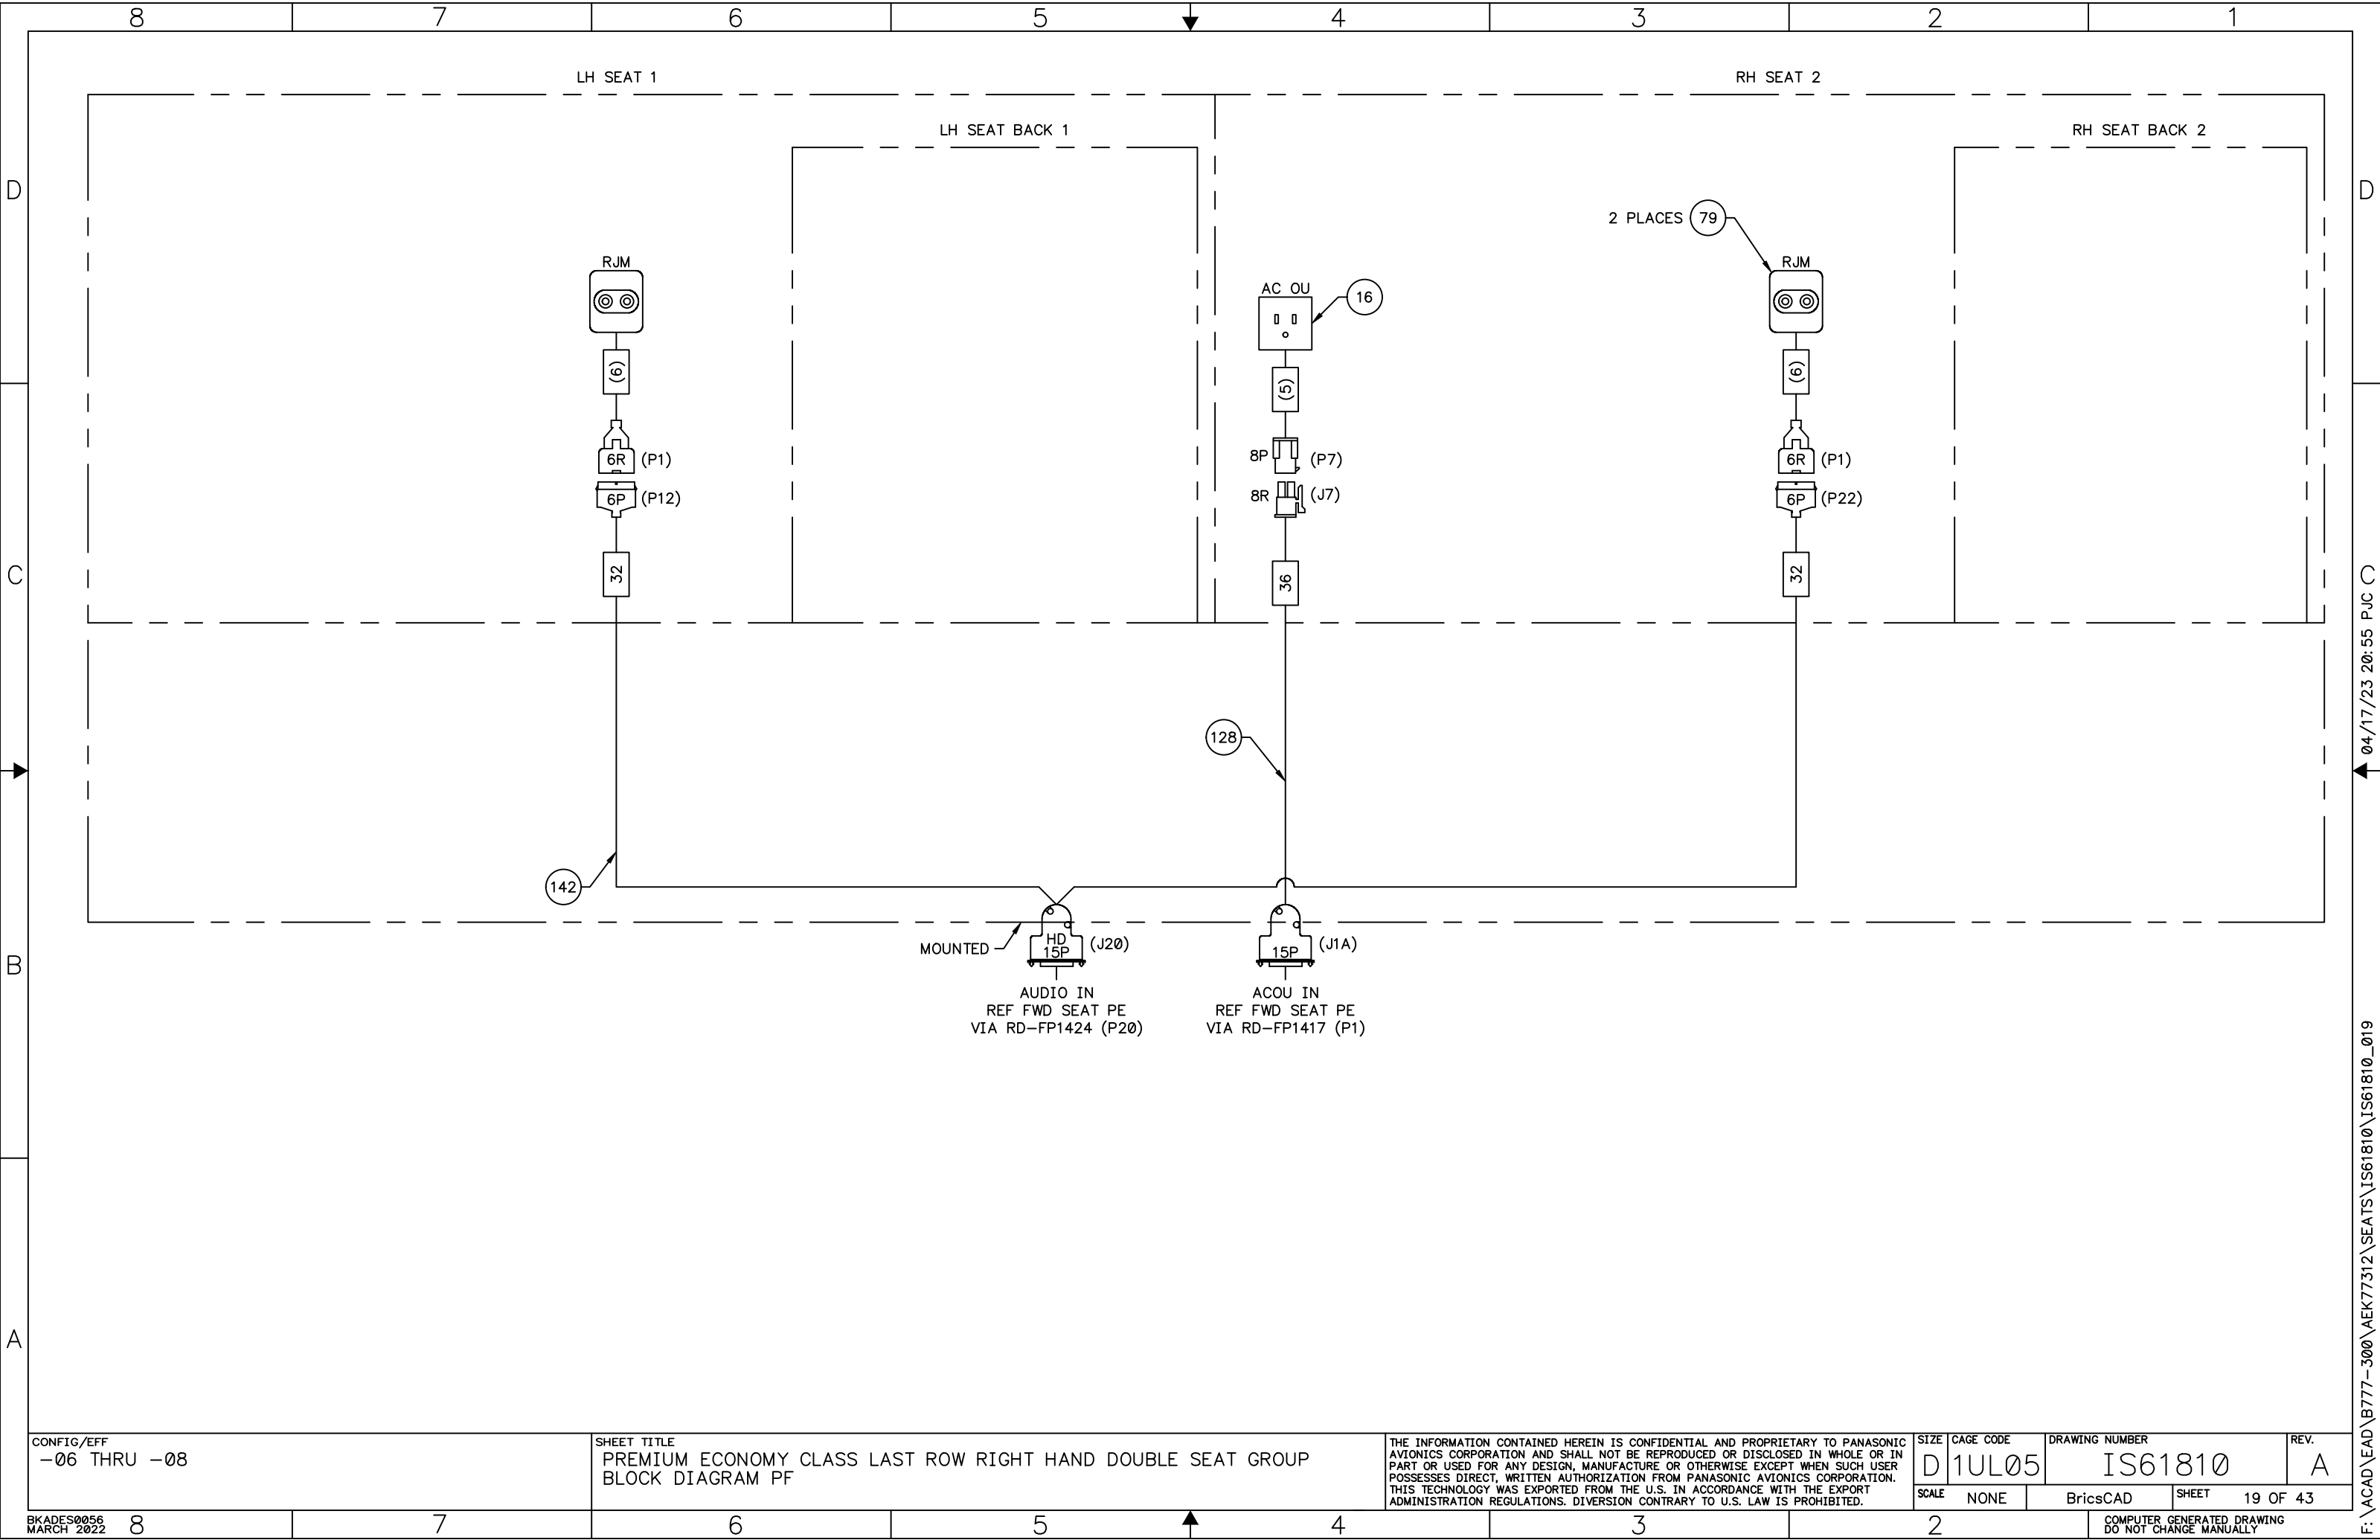 8 7 6 5 4 3 2 1
LH SEAT 1
RH SEAT 2
LH SEAT BACK 1
RH SEAT BACK 2
D
D
2 PLACES 79
RJM
RJM
AC OU
16
(6)
(5)
(6)
6R (P1)
8P (P7)
6R (P1)
6P (P12)
8R (J7)
6P (P22)
C
C
32
36
32
128
142
MOUNTED
HD
15P
(J20)
15P
(J1A)
B
AUDIO IN
REF FWD SEAT PE
VIA RD-FP1424 (P20)
ACOU IN
REF FWD SEAT PE
VIA RD-FP1417 (P1)
A
04/17/23 20:55 PJC
F:\ACAD\EAD\B777-300\AEK77312\SEATS\IS61810\IS61810_019
CONFIG/EFF
-06 THRU -08
SHEET TITLE
PREMIUM ECONOMY CLASS LAST ROW RIGHT HAND DOUBLE SEAT GROUP
BLOCK DIAGRAM PF
THE INFORMATION CONTAINED HEREIN IS CONFIDENTIAL AND PROPRIETARY TO PANASONIC
AVIONICS CORPORATION AND SHALL NOT BE REPRODUCED OR DISCLOSED IN WHOLE OR IN
PART OR USED FOR ANY DESIGN, MANUFACTURE OR OTHERWISE EXCEPT WHEN SUCH USER
POSSESSES DIRECT, WRITTEN AUTHORIZATION FROM PANASONIC AVIONICS CORPORATION.
THIS TECHNOLOGY WAS EXPORTED FROM THE U.S. IN ACCORDANCE WITH THE EXPORT
ADMINISTRATION REGULATIONS. DIVERSION CONTRARY TO U.S. LAW IS PROHIBITED.
SIZE
D
CAGE CODE
1UL05
DRAWING NUMBER
IS61810
REV.
A
SCALE NONE
BricsCAD
SHEET 19 OF 43
BKADES0056
MARCH 2022
8 7 6 5 4 3 2
COMPUTER GENERATED DRAWING
DO NOT CHANGE MANUALLY